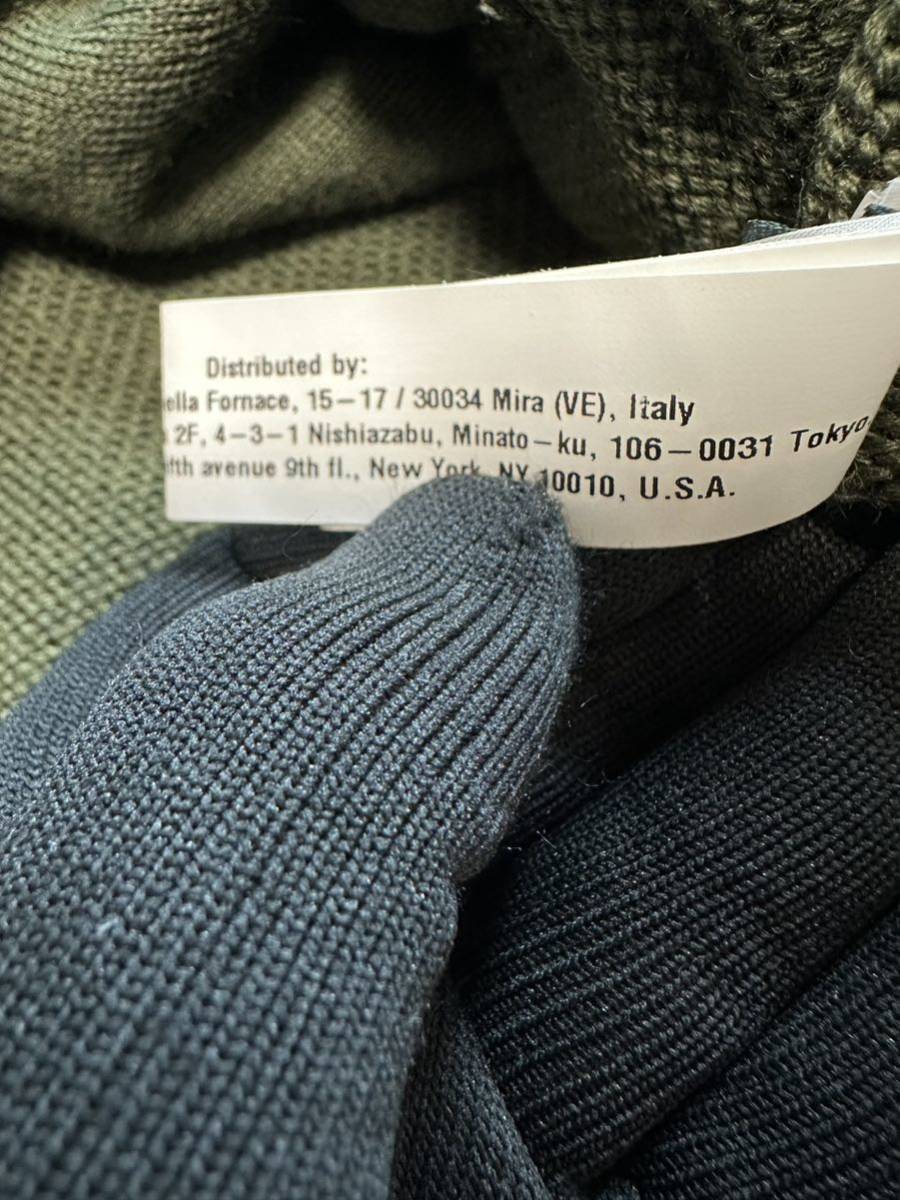 Distributed by:
ella Fornace, 15-17 / 30034 Mira (VE), Italy
2F, 4-3-1 Nishiazabu, Minato-ku, 106-0031 Tokyo
fth avenue 9th fl., New York, NY 10010, U.S.A.